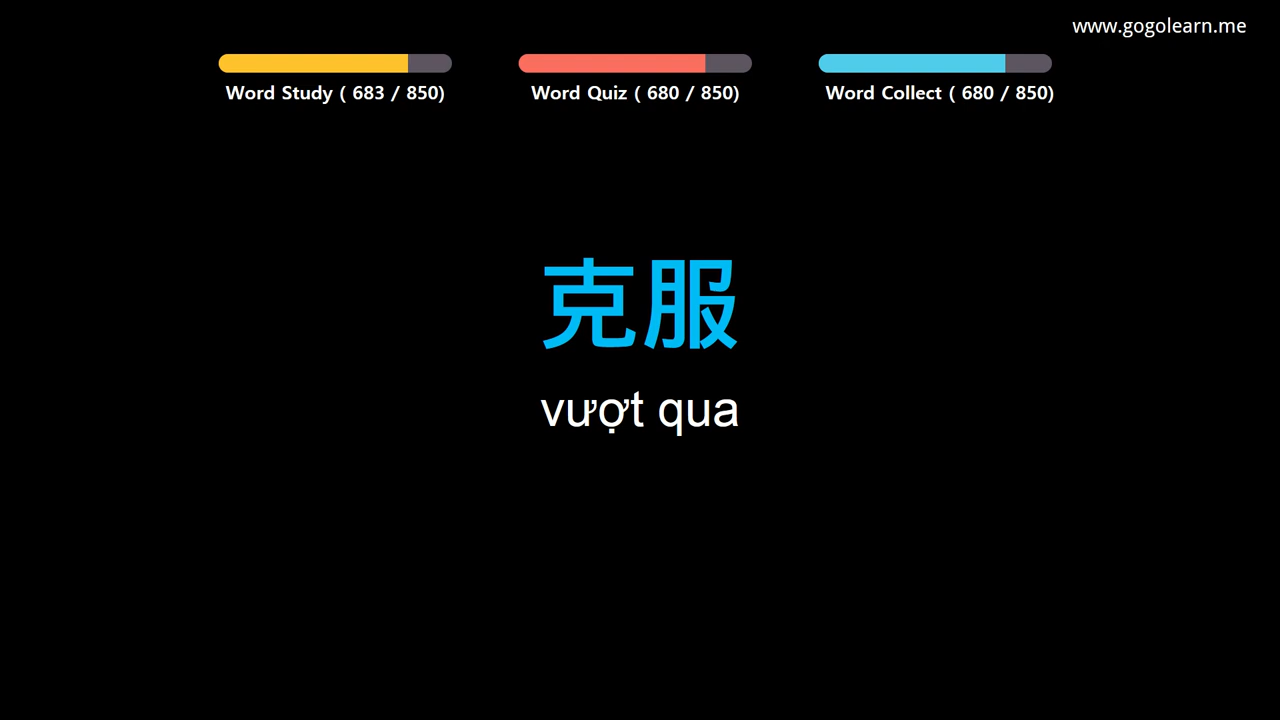 www.gogolearn.me
Word Study ( 683 / 850)
Word Quiz ( 680 / 850)
Word Collect ( 680 / 850)
克服
vượt qua